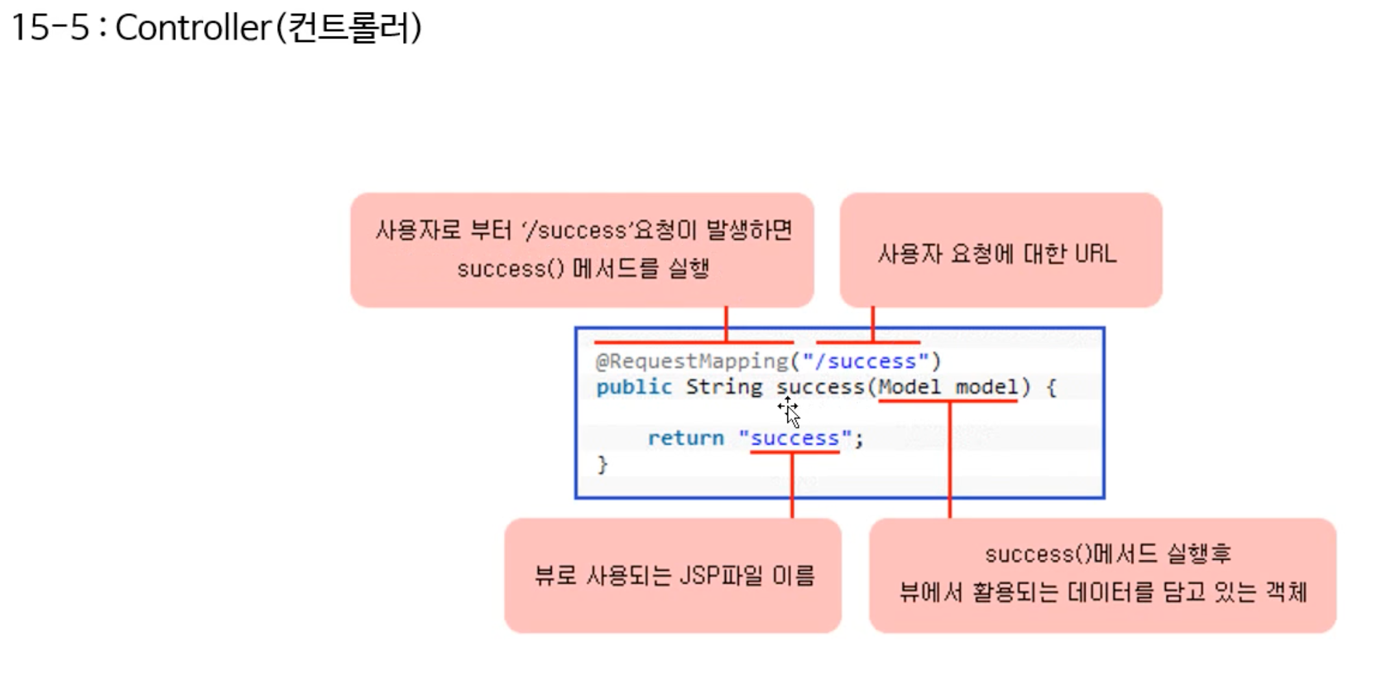 15-5 : Controller(컨트롤러)
사용자로 부터 ‘/success’요청이 발생하면
success() 메서드를 실행
사용자 요청에 대한 URL
@RequestMapping("/success")
public String success(Model model) {
return "success";
}
뷰로 사용되는 JSP파일 이름
success()메서드 실행후
뷰에서 활용되는 데이터를 담고 있는 객체